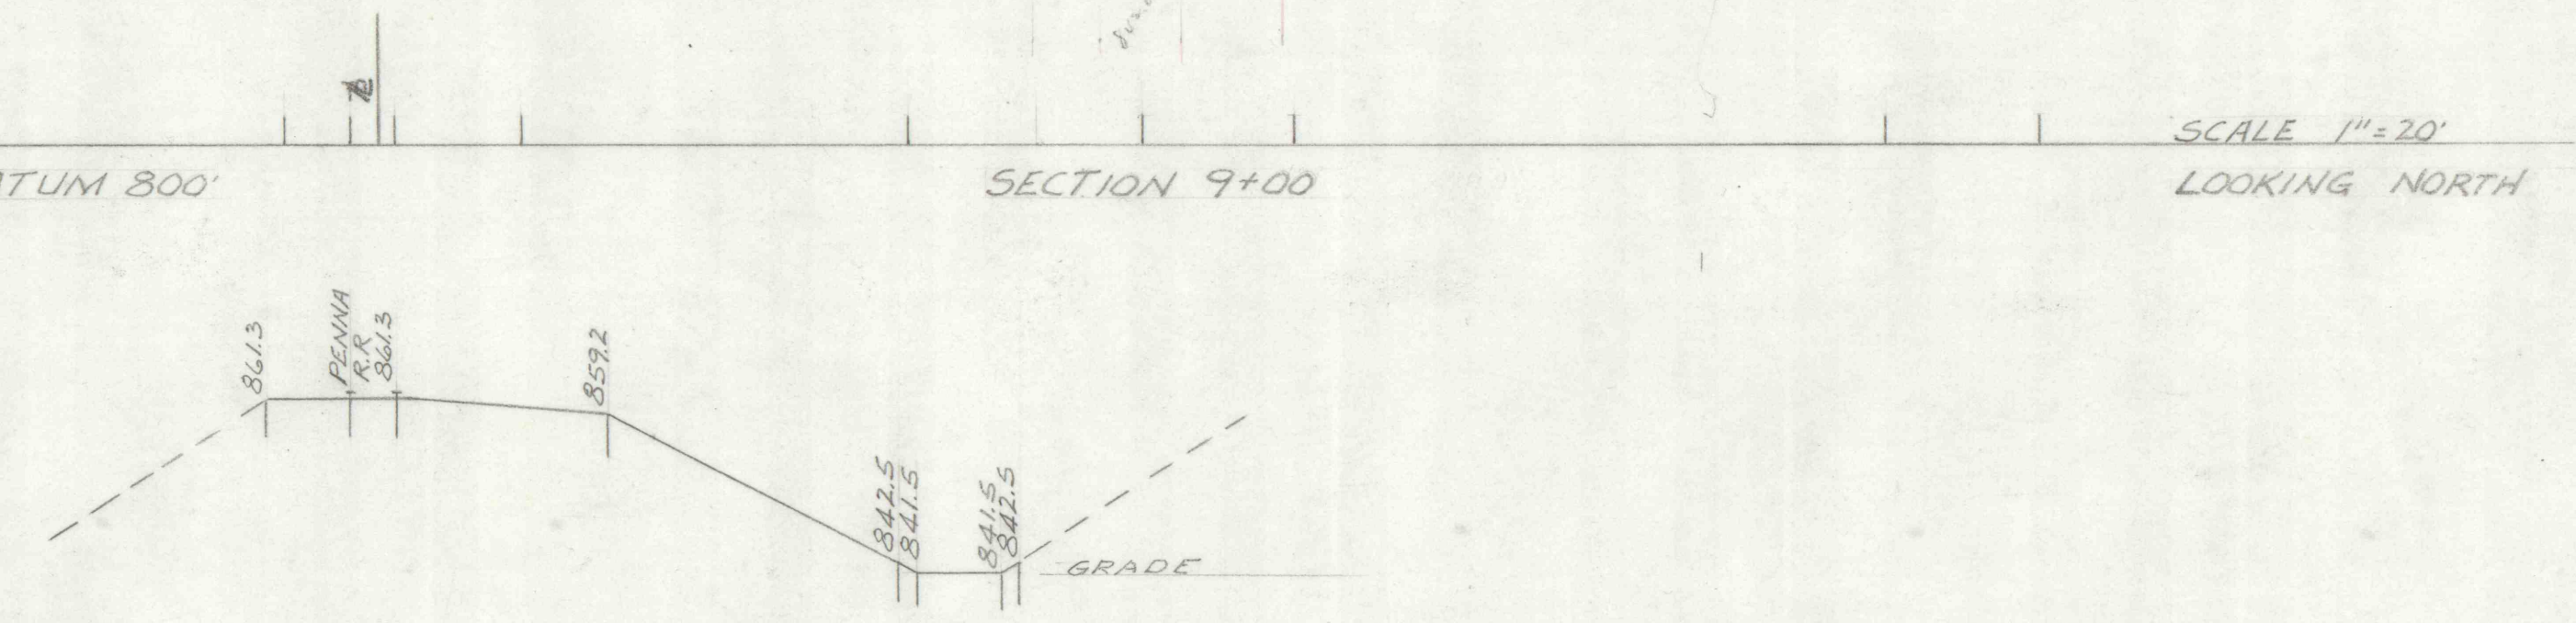 SCALE 1"=20'
ATUM 800'
SECTION 9+00
LOOKING NORTH
861.3
PENNA
R.R
861.3
859.2
842.5
841.5
841.5
842.5
GRADE